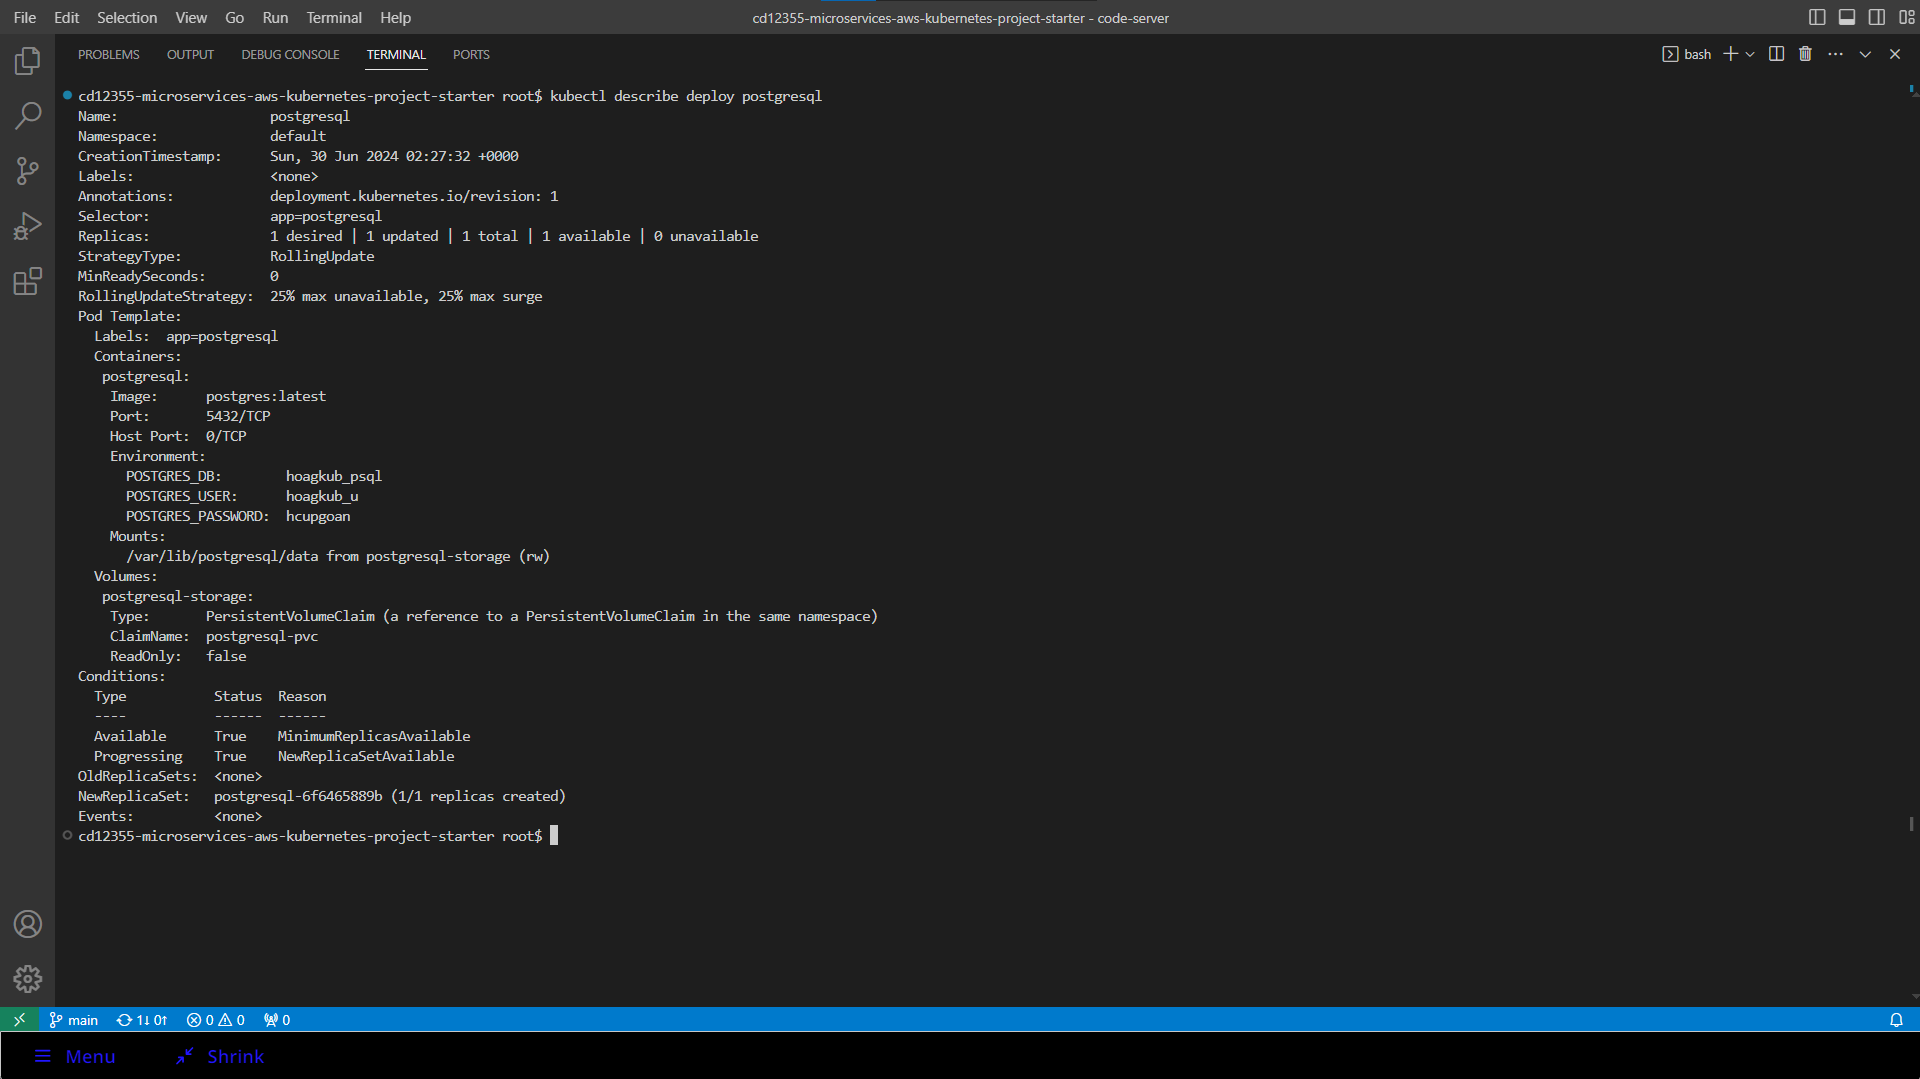 File Edit Selection View Go Run Terminal Help cd12355-microservices-aws-kubernetes-project-starter - code-server
PROBLEMS OUTPUT DEBUG CONSOLE TERMINAL PORTS bash
cd12355-microservices-aws-kubernetes-project-starter root$ kubectl describe deploy postgresql
Name: postgresql
Namespace: default
CreationTimestamp: Sun, 30 Jun 2024 02:27:32 +0000
Labels: <none>
Annotations: deployment.kubernetes.io/revision: 1
Selector: app=postgresql
Replicas: 1 desired | 1 updated | 1 total | 1 available | 0 unavailable
StrategyType: RollingUpdate
MinReadySeconds: 0
RollingUpdateStrategy: 25% max unavailable, 25% max surge
Pod Template:
Labels: app=postgresql
Containers:
postgresql:
Image: postgres:latest
Port: 5432/TCP
Host Port: 0/TCP
Environment:
POSTGRES_DB: hoagkub_psql
POSTGRES_USER: hoagkub_u
POSTGRES_PASSWORD: hcupgoan
Mounts:
/var/lib/postgresql/data from postgresql-storage (rw)
Volumes:
postgresql-storage:
Type: PersistentVolumeClaim (a reference to a PersistentVolumeClaim in the same namespace)
ClaimName: postgresql-pvc
ReadOnly: false
Conditions:
Type Status Reason
---- ------ ------
Available True MinimumReplicasAvailable
Progressing True NewReplicaSetAvailable
OldReplicaSets: <none>
NewReplicaSet: postgresql-6f6465889b (1/1 replicas created)
Events: <none>
cd12355-microservices-aws-kubernetes-project-starter root$
main 1↓ 0↑ 0 0 0
Menu Shrink